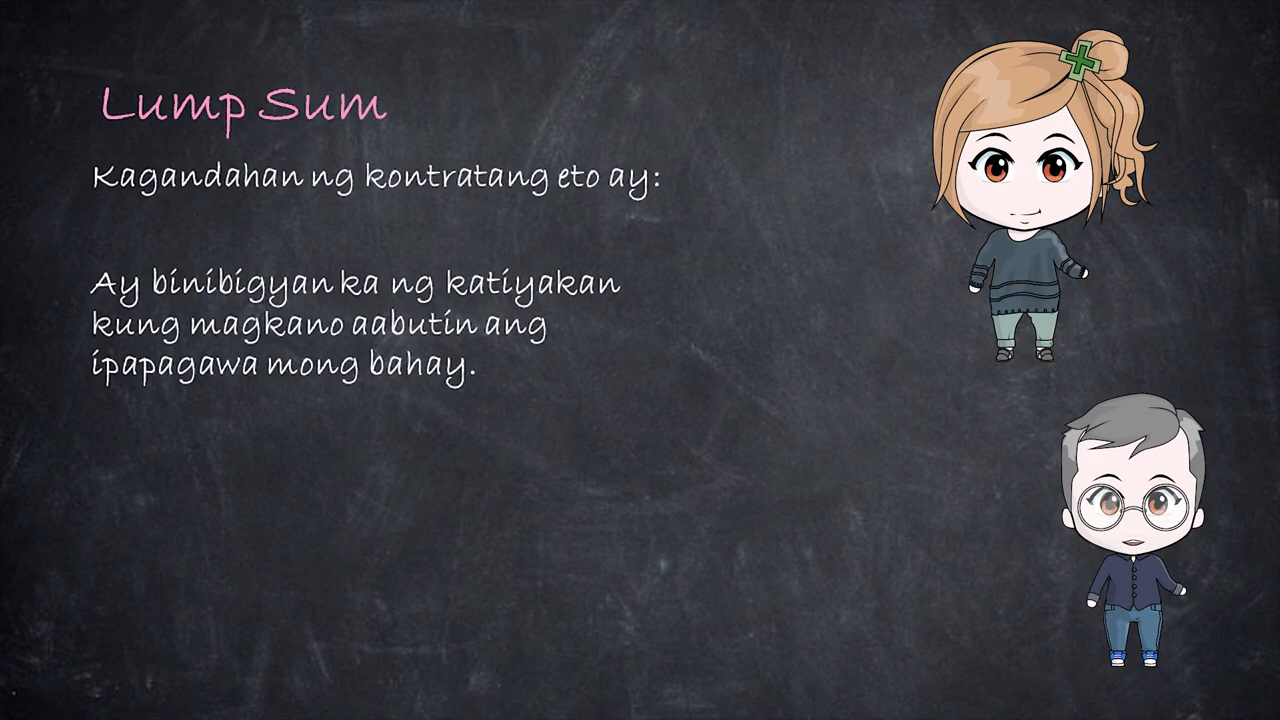 Lump Sum
Kagandahan ng kontratang eto ay:
Ay binibigyan ka ng katiyakan
kung magkano aabutin ang
ipapagawa mong bahay.